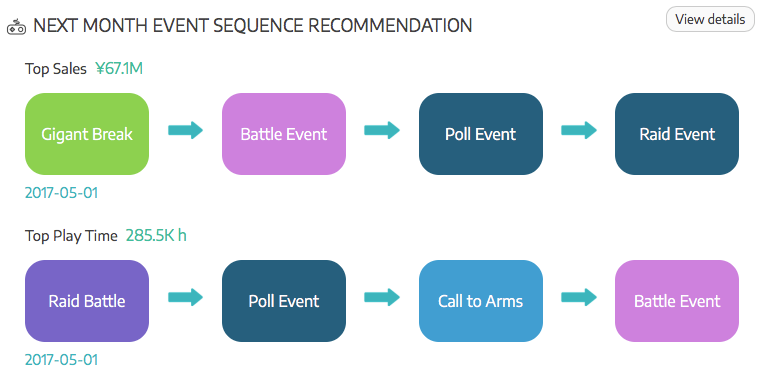 NEXT MONTH EVENT SEQUENCE RECOMMENDATION
View details
Top Sales ¥67.1M
Gigant Break
Battle Event
Poll Event
Raid Event
2017-05-01
Top Play Time 285.5K h
Raid Battle
Poll Event
Call to Arms
Battle Event
2017-05-01